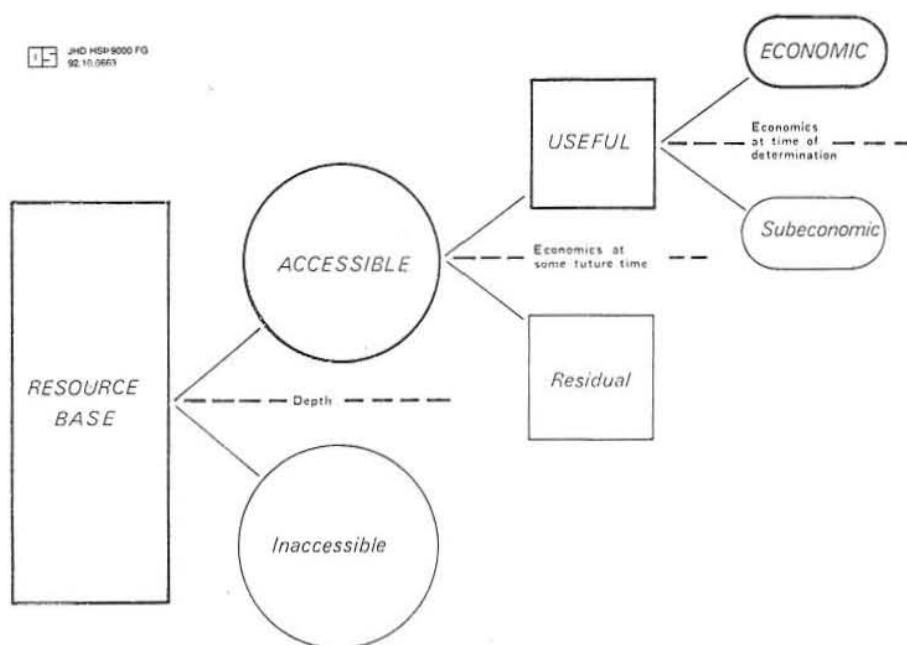 JHD HSP 9000 FG
92.10.0663
ECONOMIC
USEFUL
Economics
at time of
determination
Subeconomic
ACCESSIBLE
Economics at
some future time
RESOURCE
BASE
Depth
Residual
Inaccessible